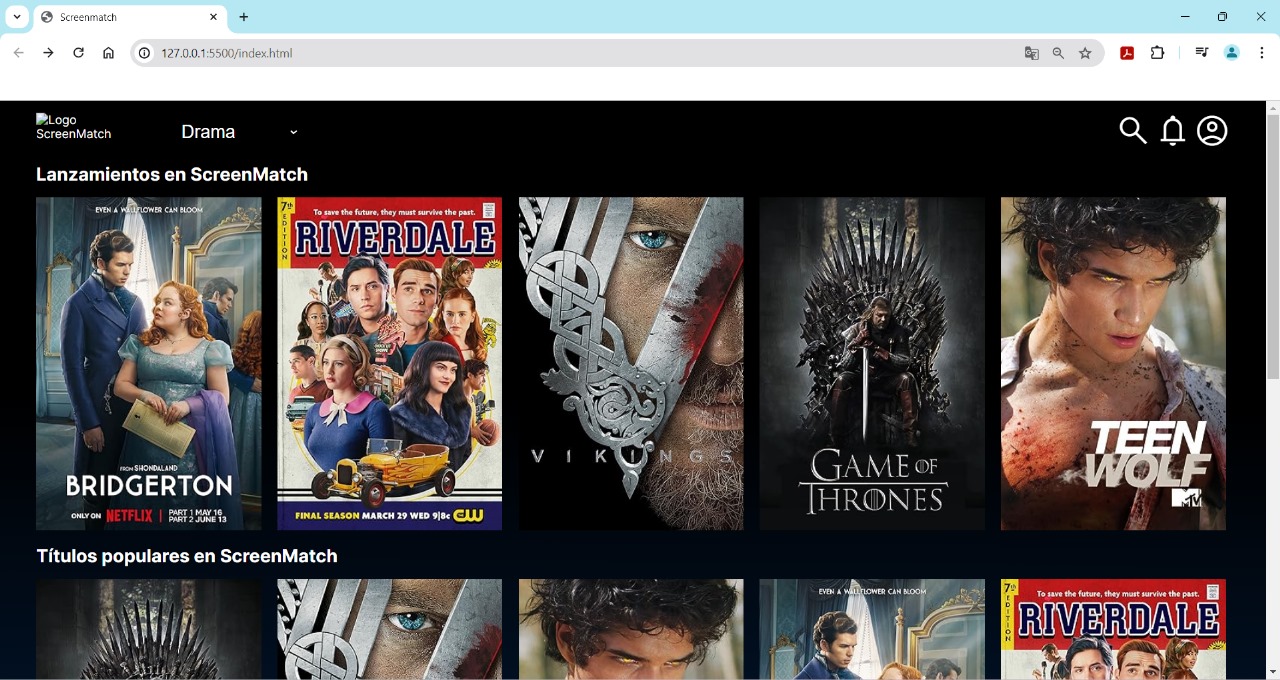 Screenmatch
127.0.0.1:5500/index.html
Logo
ScreenMatch
Drama
Lanzamientos en ScreenMatch
EVEN A WALLFLOWER CAN BLOOM
FROM SHONDALAND
BRIDGERTON
ONLY ON NETFLIX | PART 1 MAY 16
PART 2 JUNE 13
7th EDITION
To save the future, they must survive the past.
RIVERDALE
FINAL SEASON MARCH 29 WED 9|8c CW
VIKINGS
GAME OF
THRONES
TEEN
WOLF
MTV
Títulos populares en ScreenMatch
EVEN A WALLFLOWER CAN BLOOM
7th EDITION
To save the future, they must survive the past.
RIVERDALE